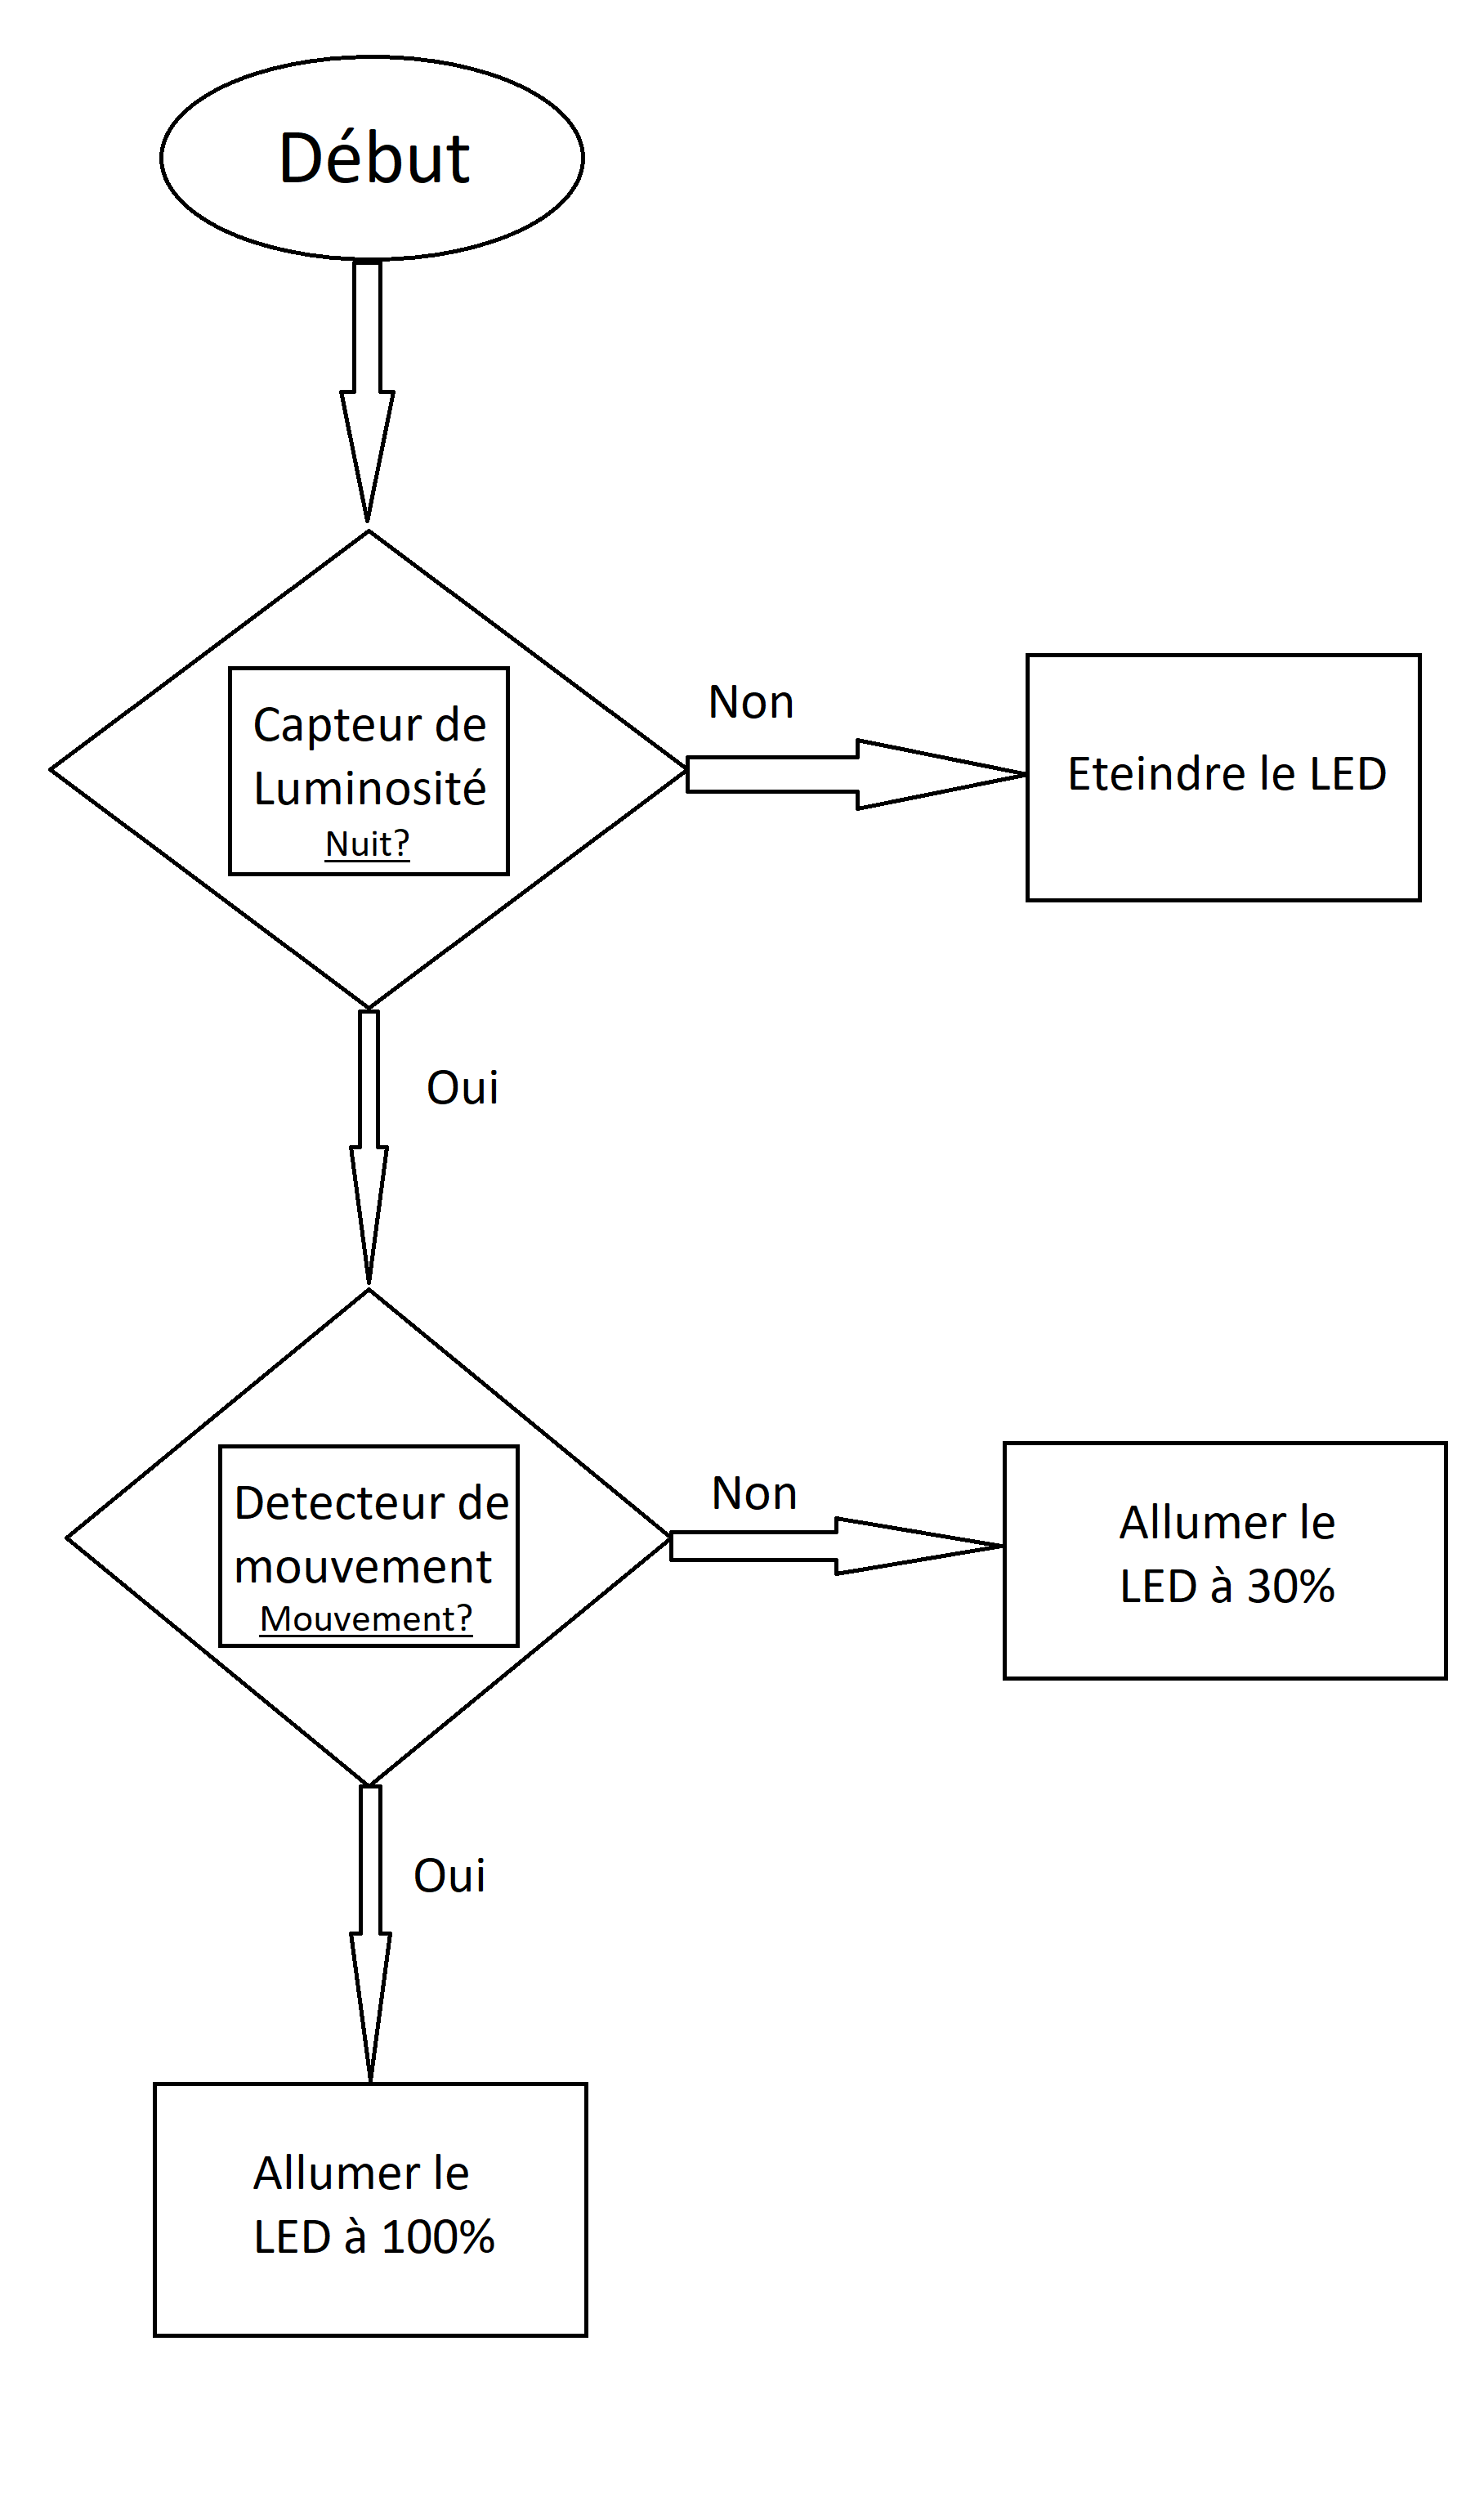 Début
Capteur de
Luminosité
Nuit?
Non
Eteindre le LED
Oui
Detecteur de
mouvement
Mouvement?
Non
Allumer le
LED à 30%
Oui
Allumer le
LED à 100%